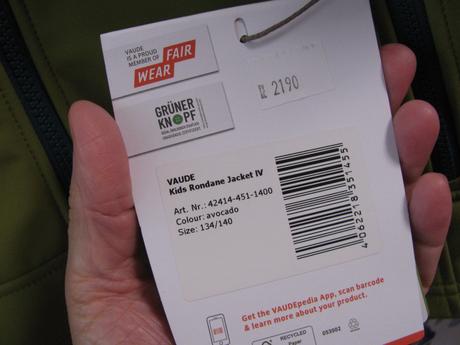 VAUDE
IS A PROUD
MEMBER OF
FAIR
WEAR
GRÜNER
KNOPF
2190
VAUDE
Kids Rondane Jacket IV
Art. Nr.: 42414-451-1400
Colour: avocado
Size: 134/140
4062218351455
Get the VAUDEpedia App, scan barcode
& learn more about your product.
RECYCLED
Paper
053902